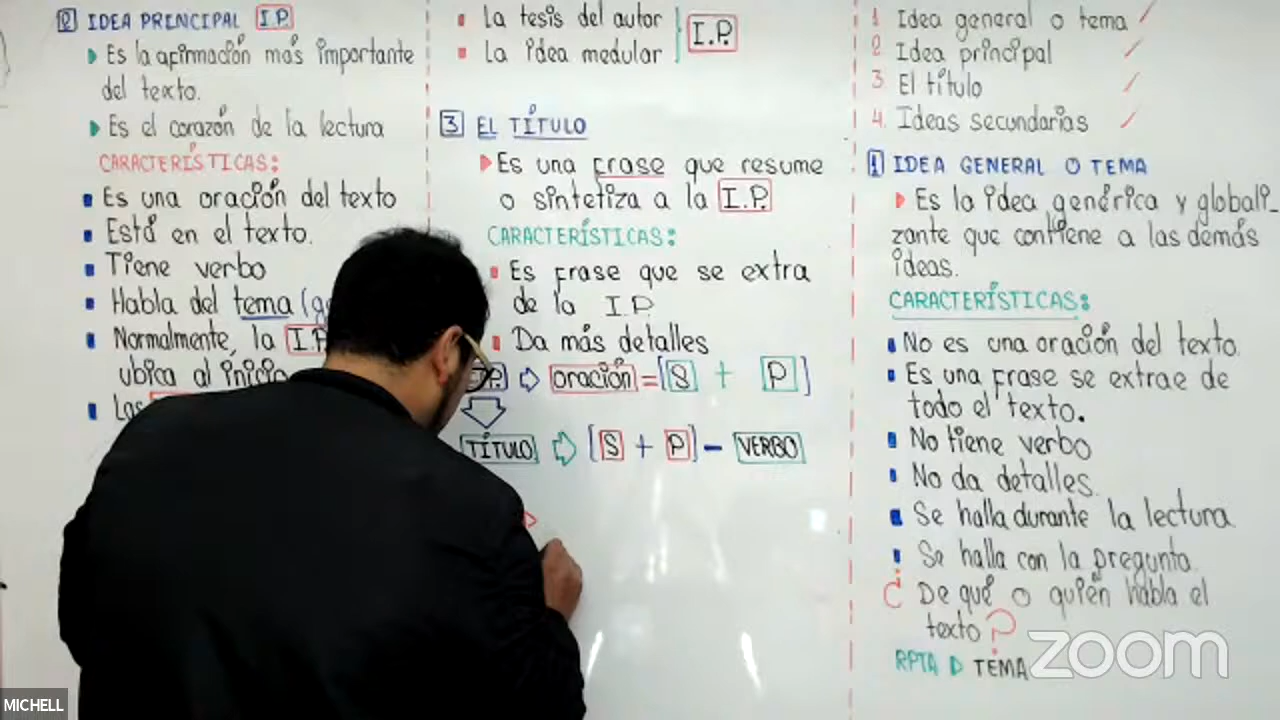 2 IDEA PRINCIPAL I.P.
Es la afirmación más importante
del texto.
Es el corazón de la lectura
CARACTERÍSTICAS:
Es una oración del texto
Está en el texto.
Tiene verbo
Habla del tema
Normalmente, la I.P
ubica al inicio
Las
La tesis del autor
La idea medular
I.P.
3 EL TÍTULO
Es una frase que resume
o sintetiza a la I.P.
CARACTERÍSTICAS:
Es frase que se extra
de la I.P.
Da más detalles
I.P. ⇨ oración = [S + P]
TÍTULO ⇨ [S + P] - VERBO
1 Idea general o tema
2 Idea principal
3 El título
4. Ideas secundarias
1 IDEA GENERAL O TEMA
Es la idea genérica y globali_
zante que contiene a las demás
ideas.
CARACTERÍSTICAS:
No es una oración del texto.
Es una frase se extrae de
todo el texto.
No tiene verbo
No da detalles.
Se halla durante la lectura
Se halla con la pregunta.
¿De qué o quién habla el
texto?
RPTA TEMA
zoom
MICHELL